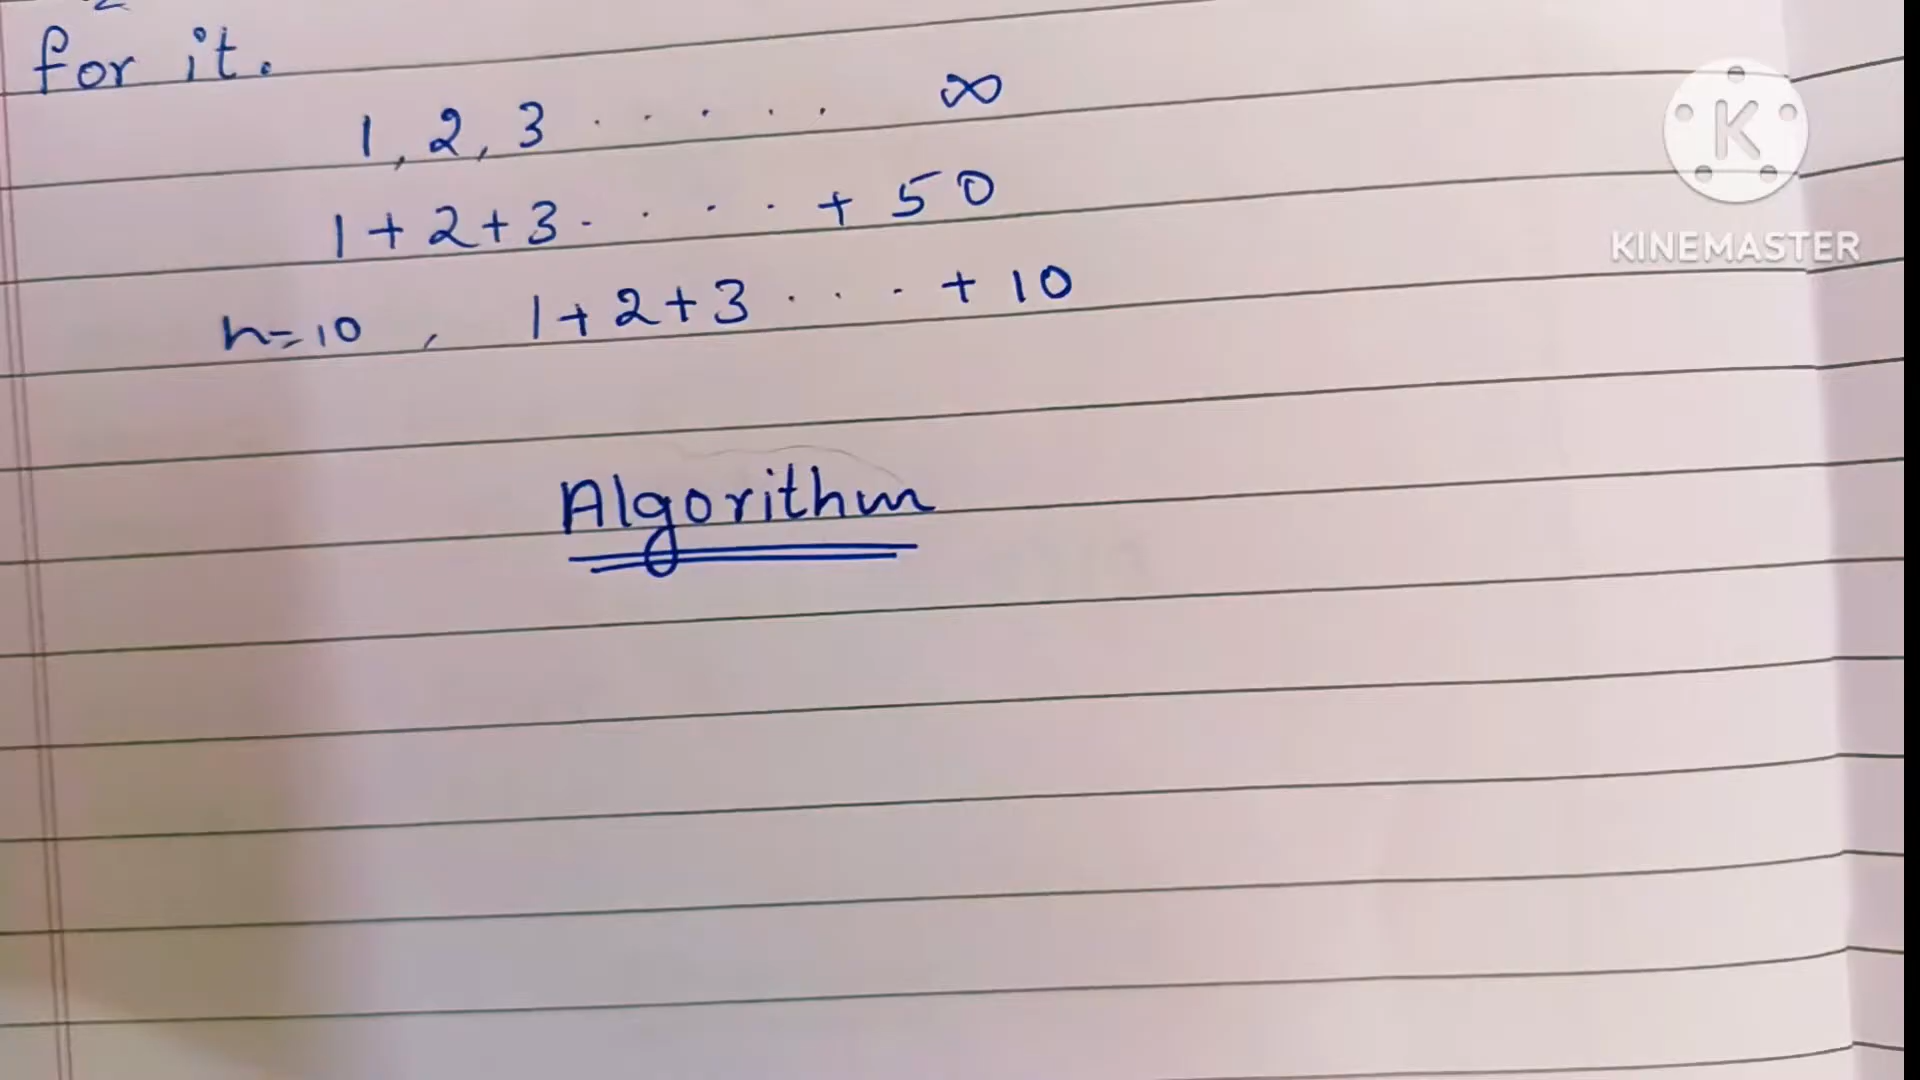 for it.
1, 2, 3 . . . . . ∞
1 + 2 + 3 . . . . + 50
n=10 , 1 + 2 + 3 . . . + 10
Algorithm
K
KINEMASTER